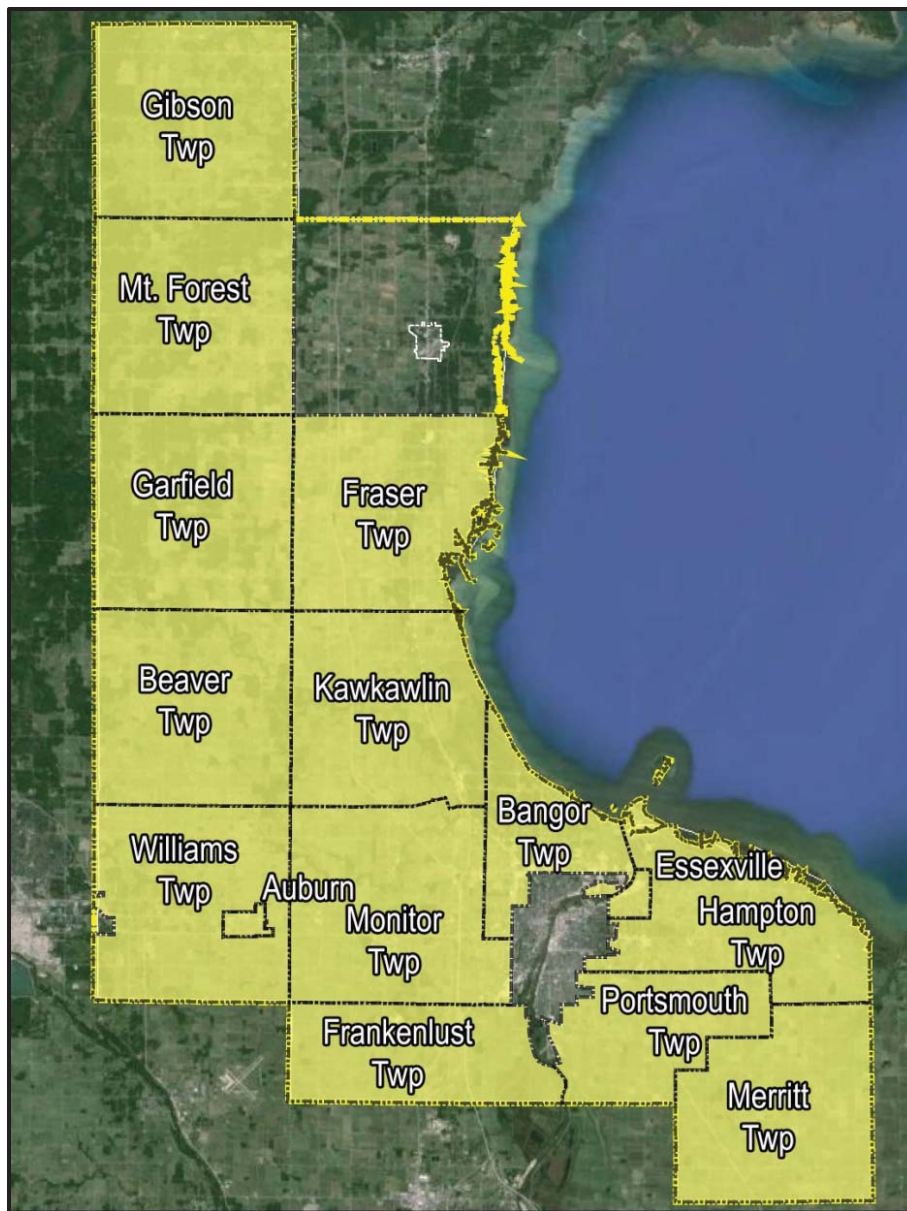 Gibson
Twp
Mt. Forest
Twp
Garfield
Twp
Fraser
Twp
Beaver
Twp
Kawkawlin
Twp
Bangor
Twp
Williams
Twp
Auburn
Essexville
Monitor
Twp
Hampton
Twp
Portsmouth
Twp
Frankenlust
Twp
Merritt
Twp